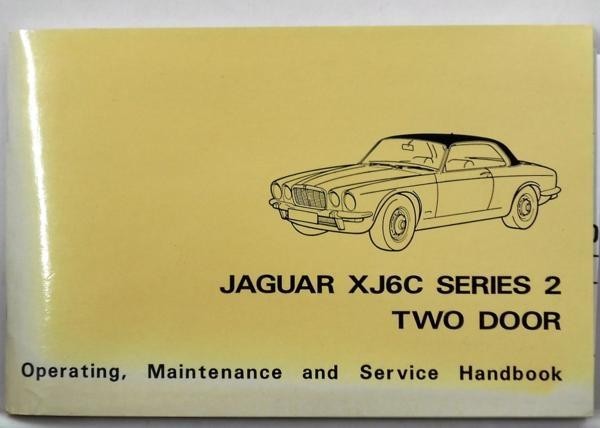 JAGUAR XJ6C SERIES 2
TWO DOOR
Operating, Maintenance and Service Handbook